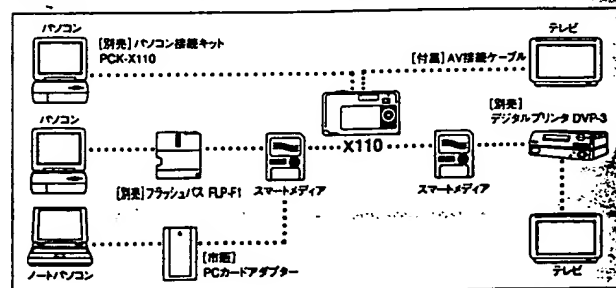 パソコン
[別売]パソコン接続キット
PCK-X110
[付属]AV接続ケーブル
テレビ
X110
[別売]
デジタルプリンタ DVP-3
パソコン
[別売]フラッシュパス FLP-F1
スマートメディア
スマートメディア
ノートパソコン
[市販]
PCカードアダプター
テレビ